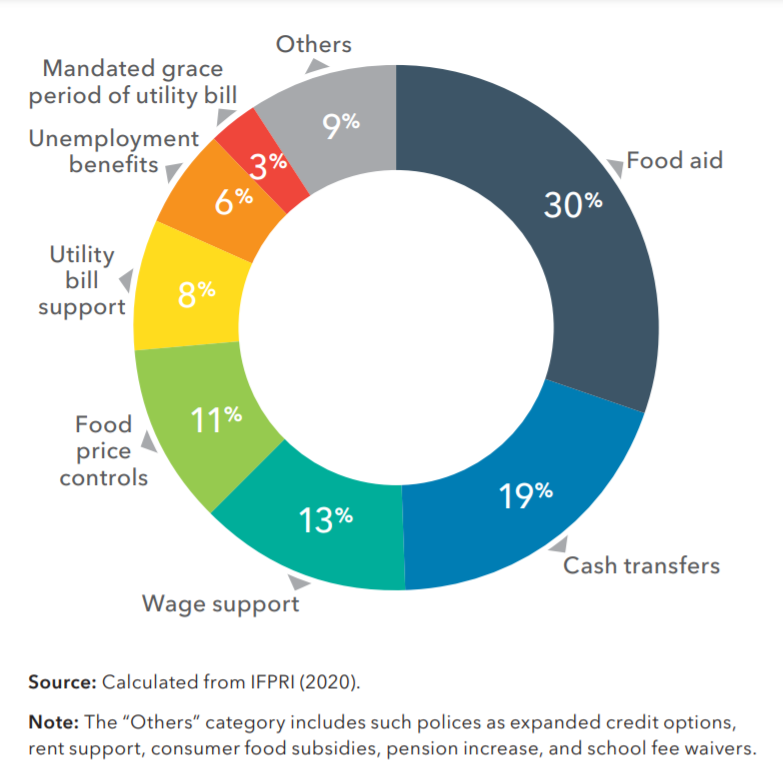 Others
9%
Mandated grace
period of utility bill
3%
Unemployment
benefits
6%
Utility
bill
support
8%
Food
price
controls
11%
Wage support
13%
Cash transfers
19%
Food aid
30%
Source: Calculated from IFPRI (2020).
Note: The “Others” category includes such polices as expanded credit options,
rent support, consumer food subsidies, pension increase, and school fee waivers.